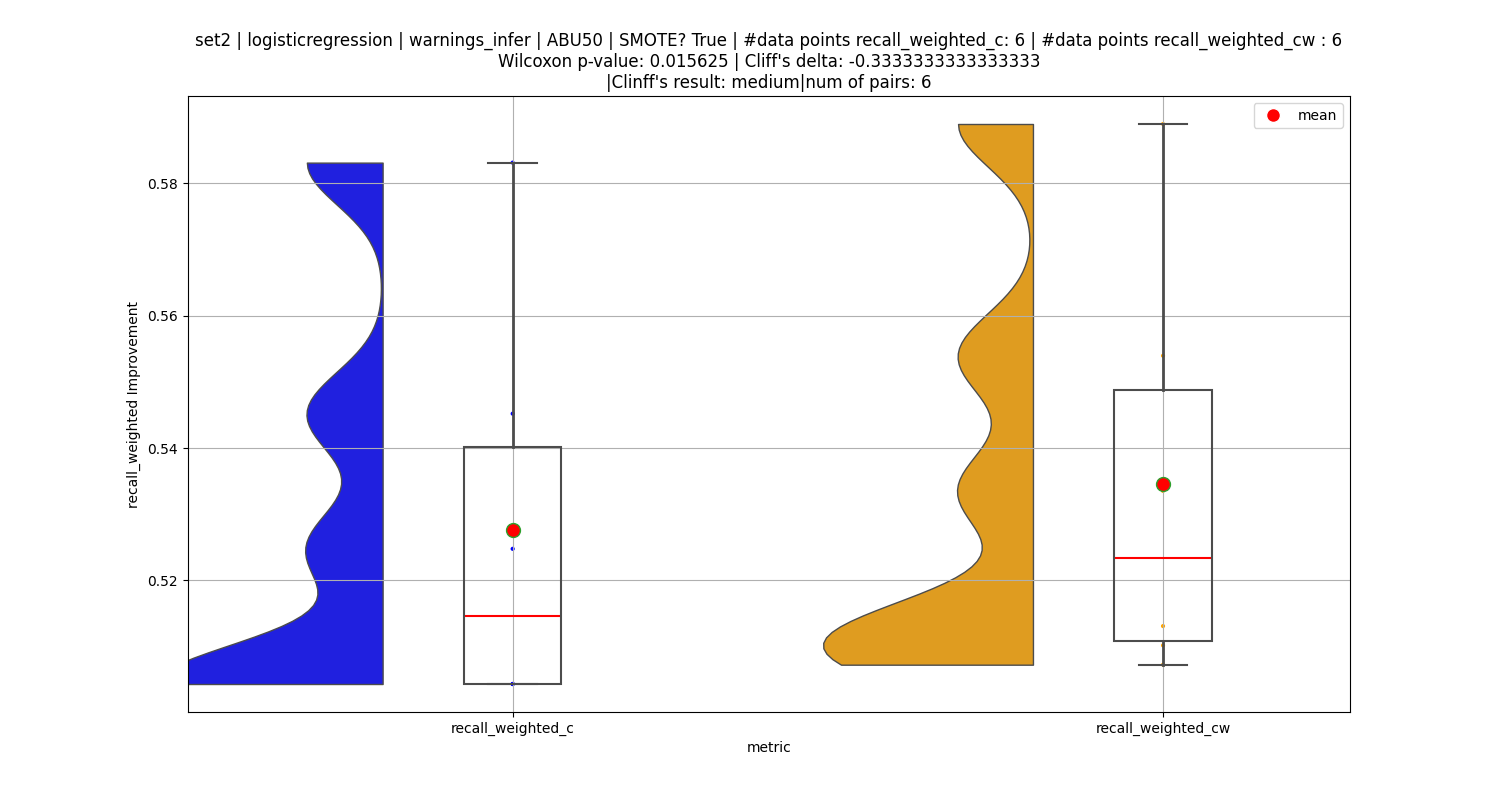 set2 | logisticregression | warnings_infer | ABU50 | SMOTE? True | #data points recall_weighted_c: 6 | #data points recall_weighted_cw : 6
Wilcoxon p-value: 0.015625 | Cliff's delta: -0.3333333333333333
|Clinff's result: medium|num of pairs: 6
mean
0.58
0.56
0.54
0.52
recall_weighted Improvement
recall_weighted_c
recall_weighted_cw
metric